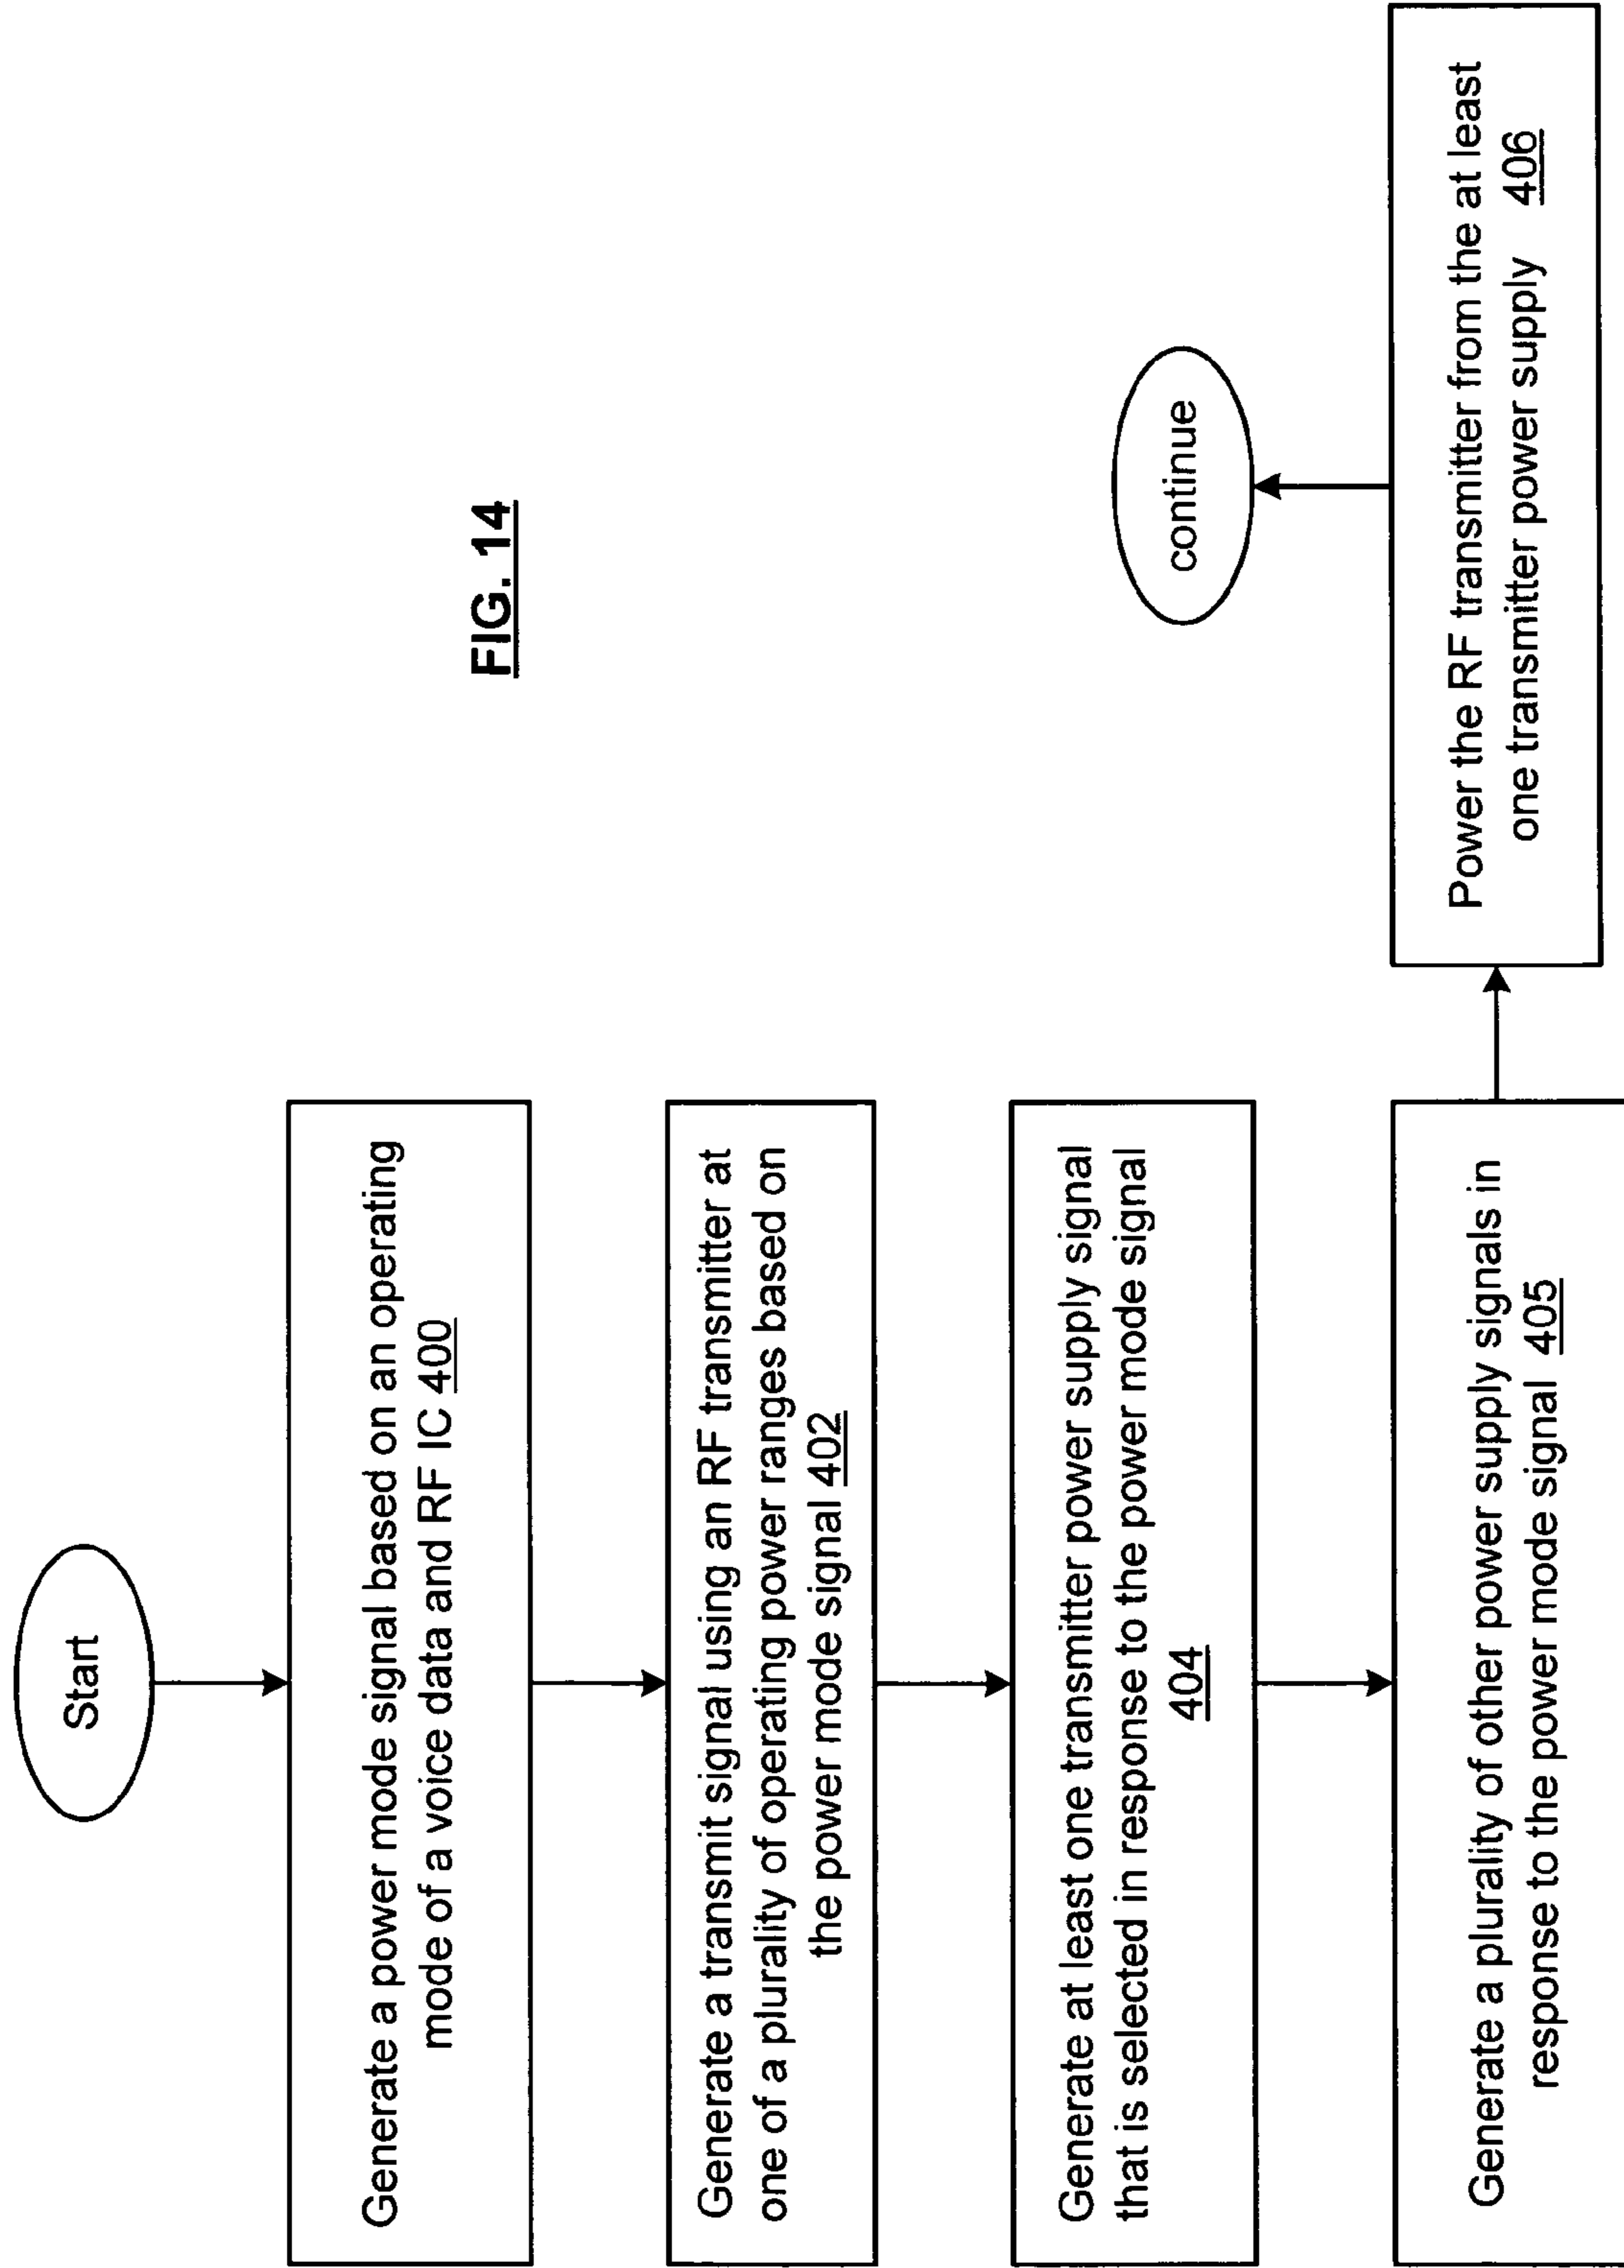 Start
Generate a power mode signal based on an operating
mode of a voice data and RF IC 400
Generate a transmit signal using an RF transmitter at
one of a plurality of operating power ranges based on
the power mode signal 402
Generate at least one transmitter power supply signal
that is selected in response to the power mode signal
404
Generate a plurality of other power supply signals in
response to the power mode signal 405
Power the RF transmitter from the at least
one transmitter power supply 406
continue
FIG. 14